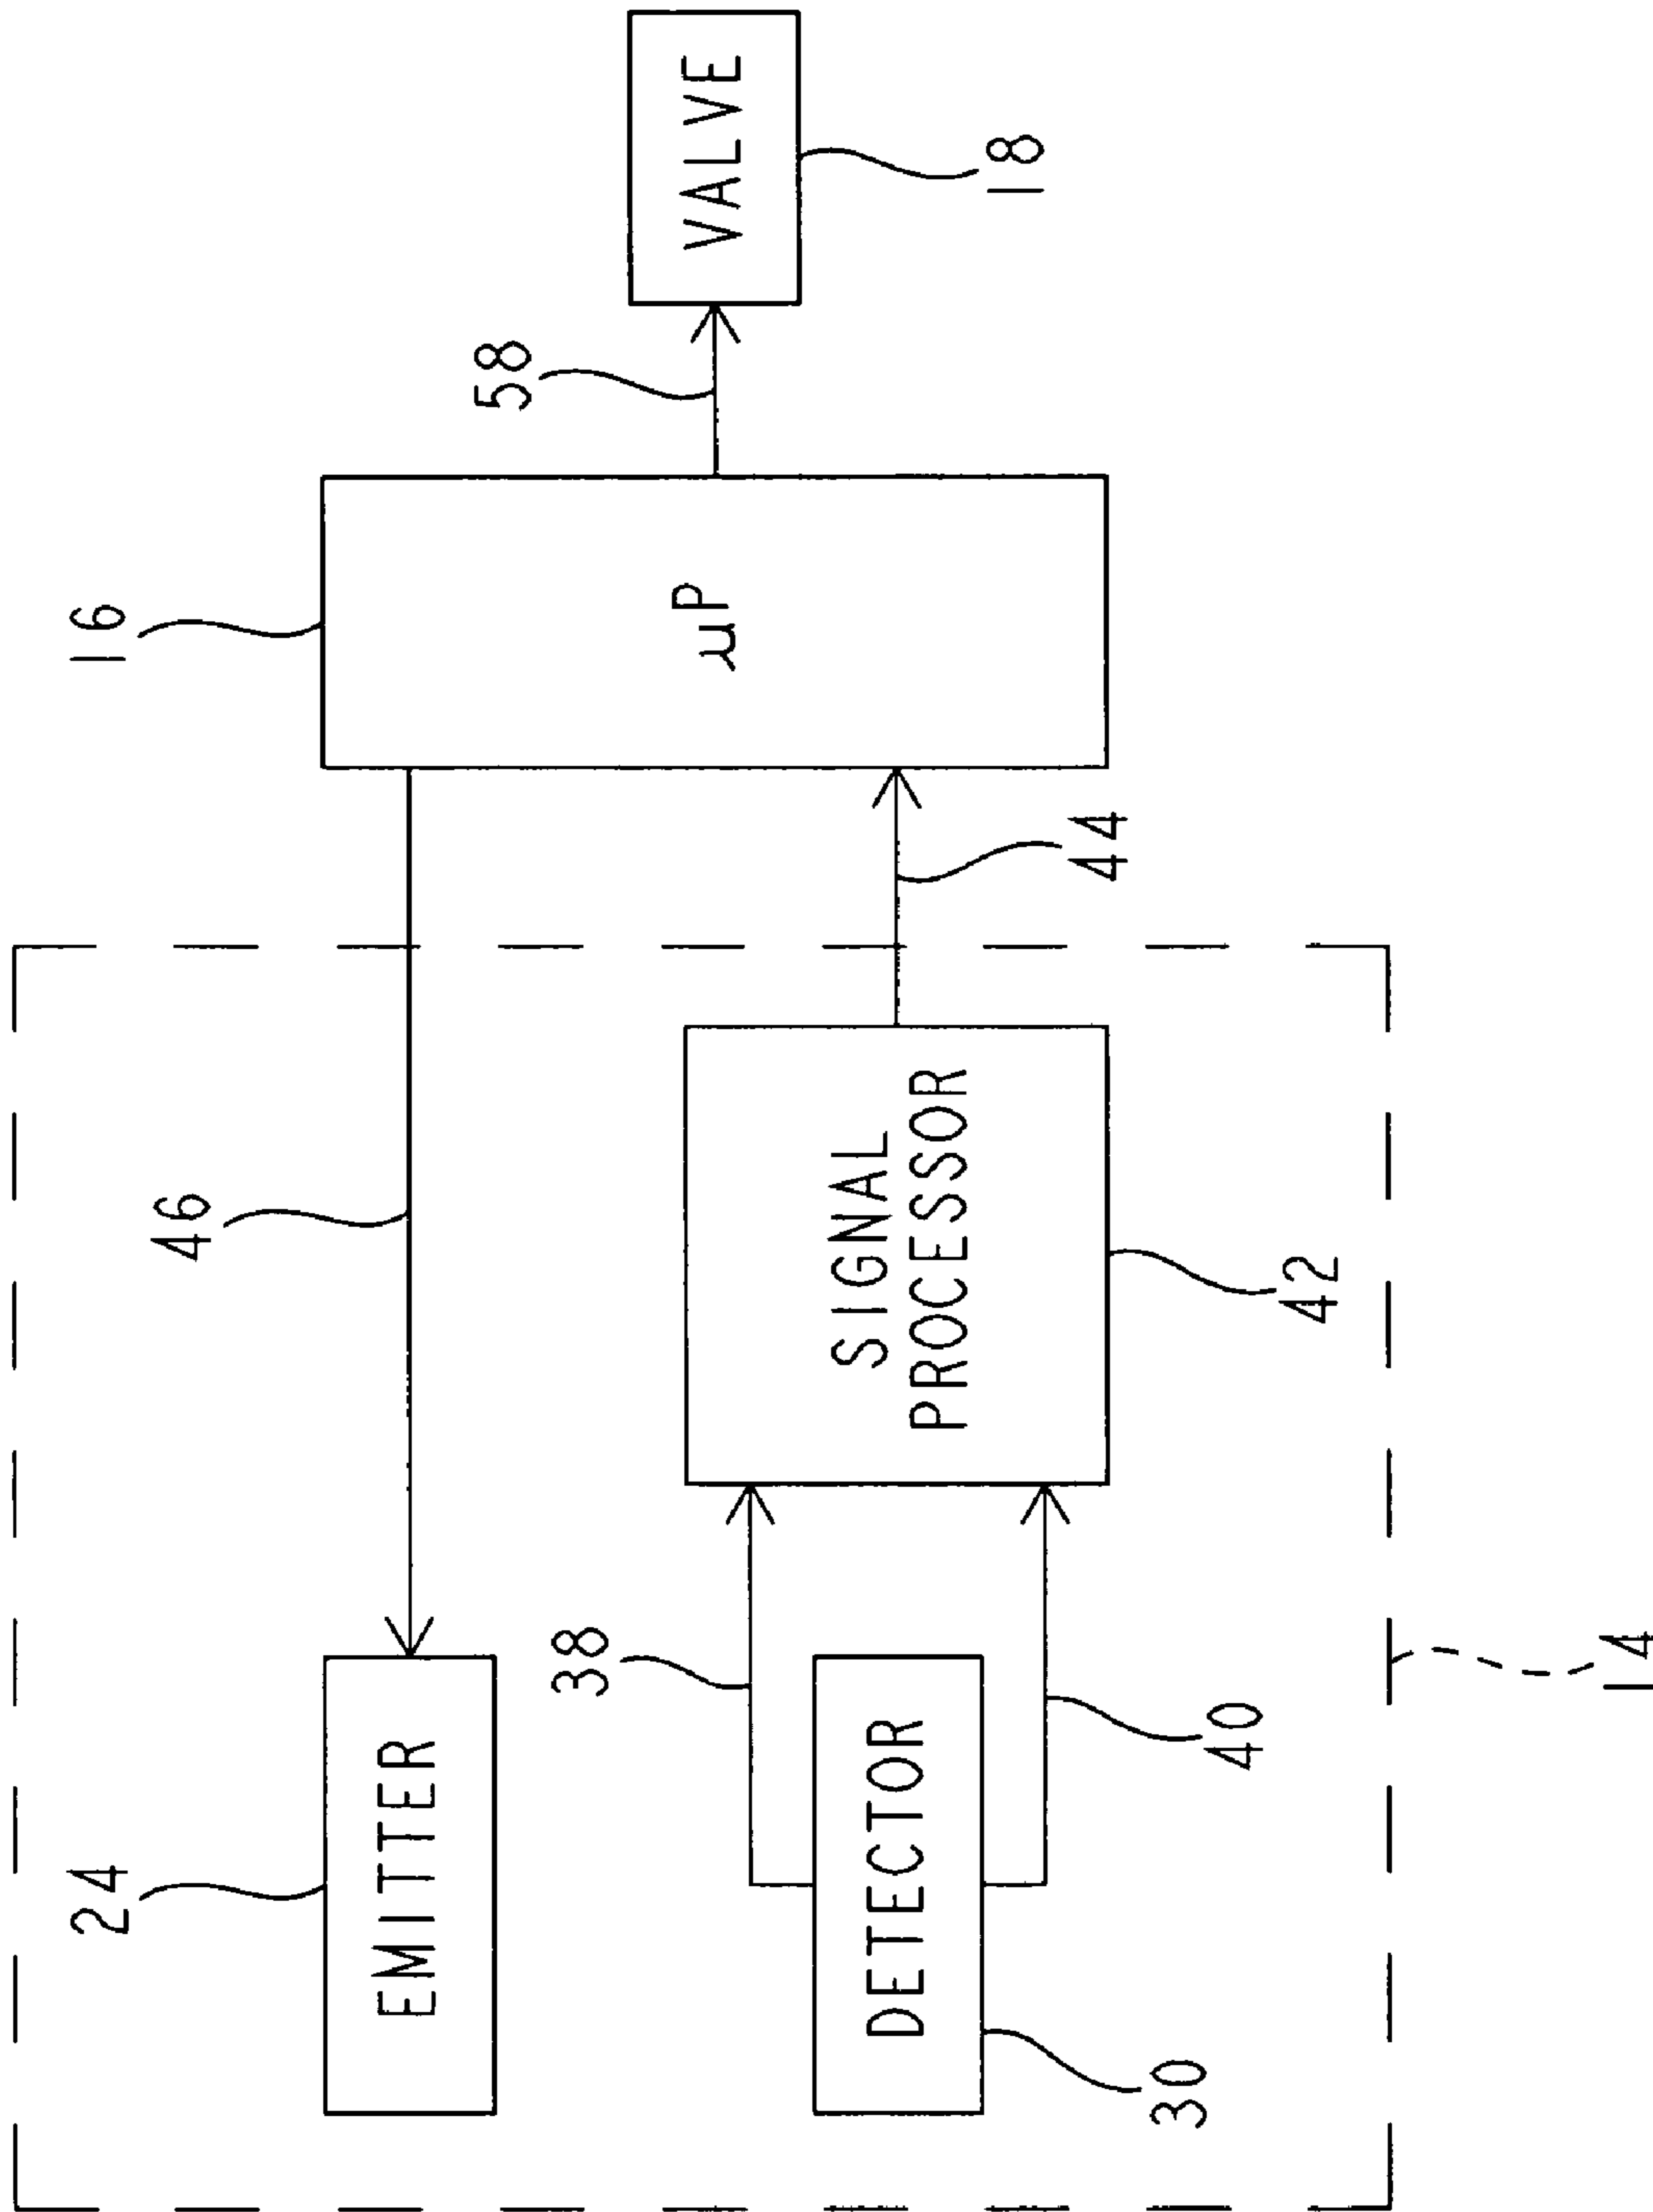 24
EMITTER
46
16
µP
58
VALVE
18
38
DETECTOR
30
40
SIGNAL
PROCESSOR
42
44
14